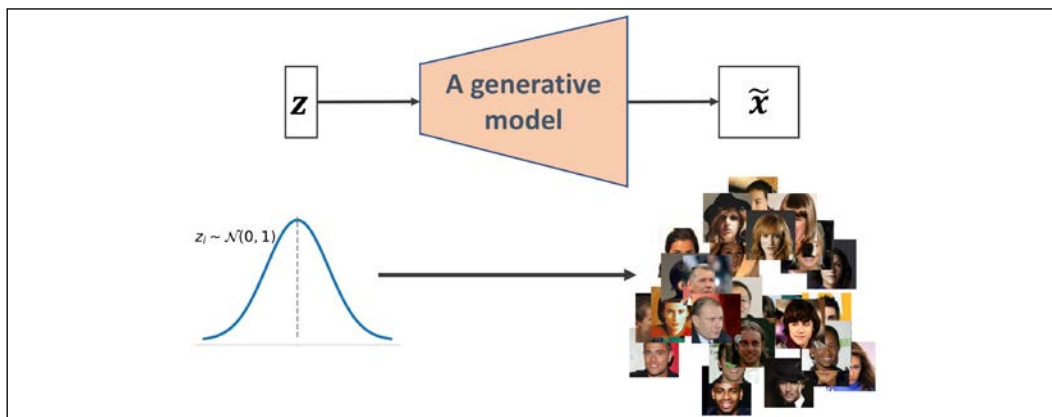 z
A generative
model
x̃
zᵢ ~ 𝒩(0, 1)